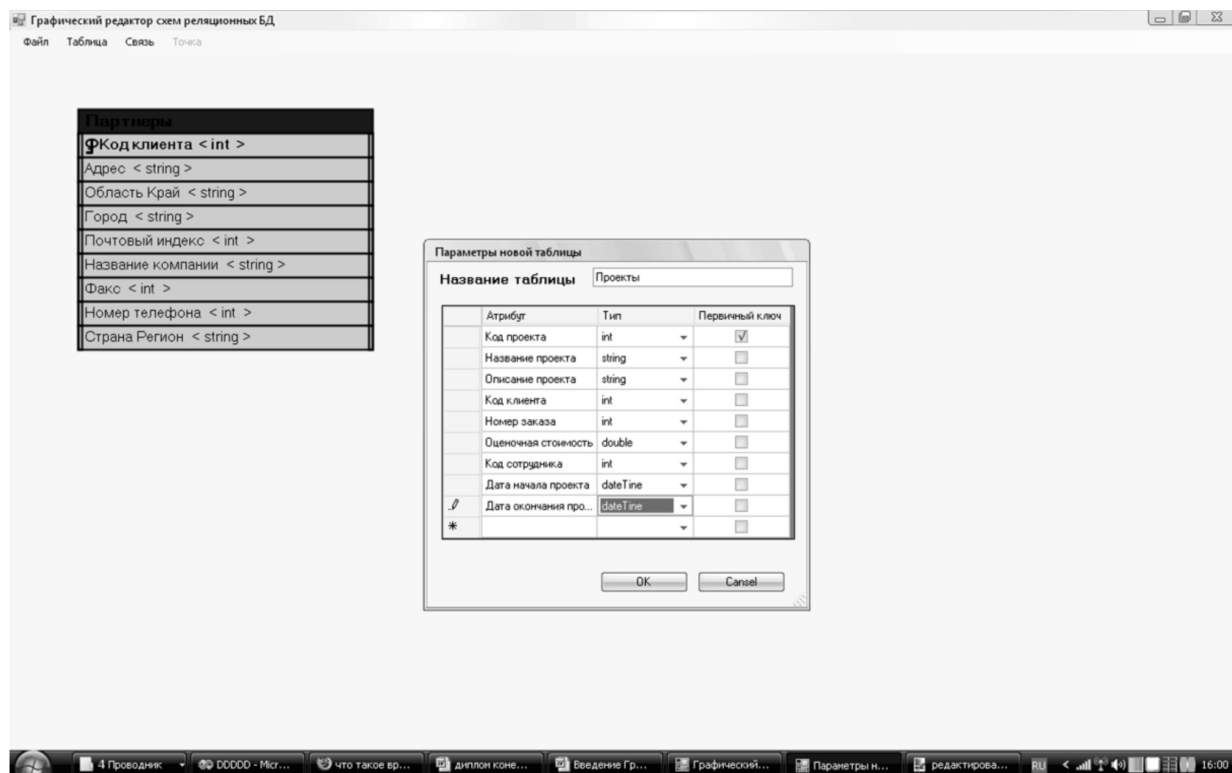 Графический редактор схем реляционных БД
Файл Таблица Связь Точка
Партнеры
Код клиента < int >
Адрес < string >
Область Край < string >
Город < string >
Почтовый индекс < int >
Название компании < string >
Факс < int >
Номер телефона < int >
Страна Регион < string >
Параметры новой таблицы
Название таблицы Проекты
Атрибут Тип Первичный ключ
Код проекта int
Название проекта string
Описание проекта string
Код клиента int
Номер заказа int
Оценочная стоимость double
Код сотрудника int
Дата начала проекта dateTine
Дата окончания про... dateTine
OK Cansel
4 Проводник DDDDD - Micr... что такое вр... диплон коне... Введение Гр... Графический... Параметры н... редактирова... RU 16:00